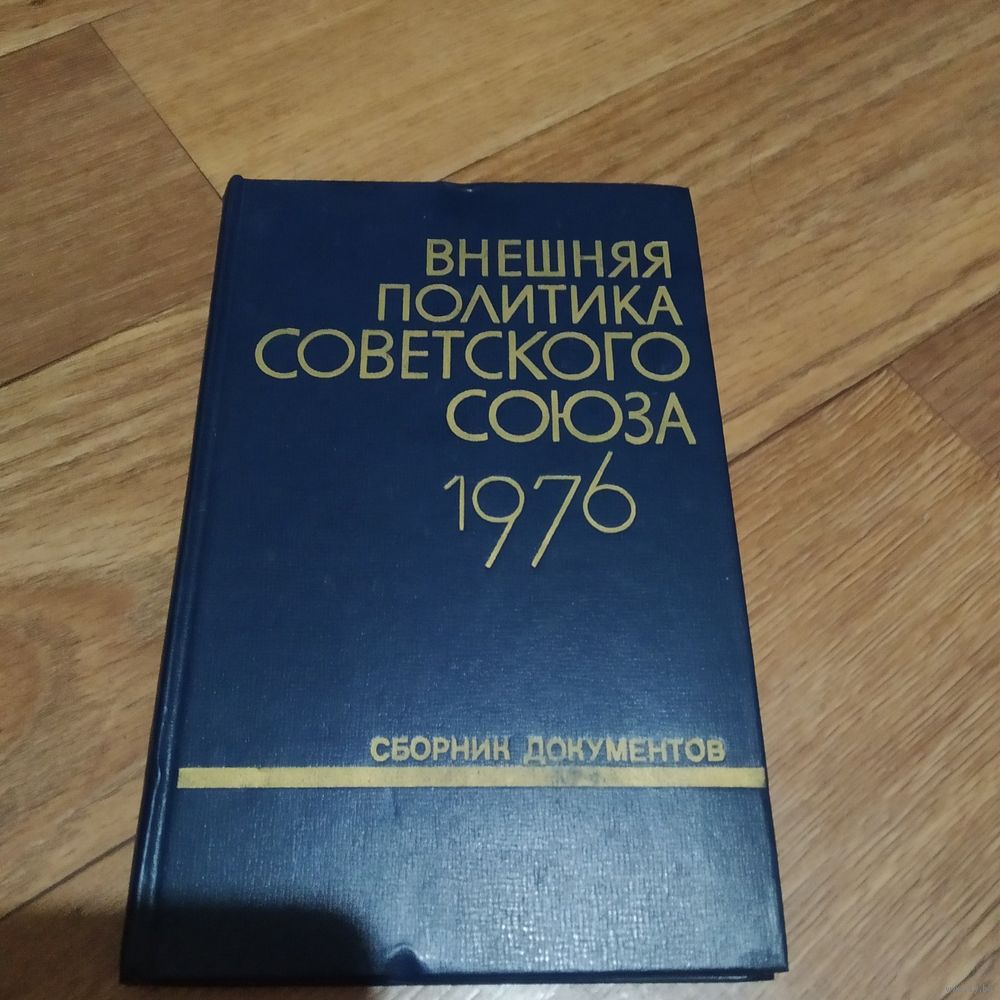 ВНЕШНЯЯ
ПОЛИТИКА
СОВЕТСКОГО
СОЮЗА
1976
СБОРНИК ДОКУМЕНТОВ